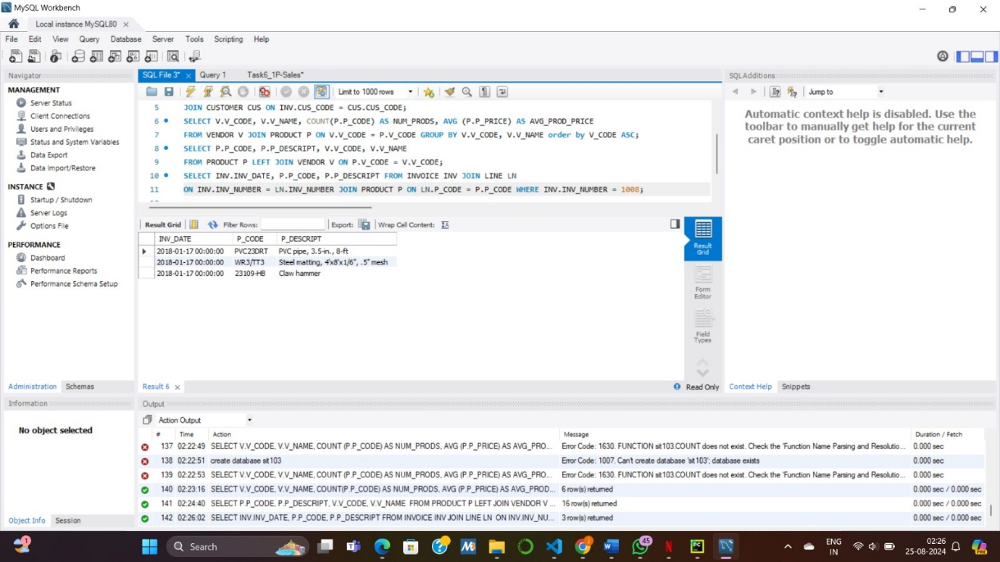 MySQL Workbench
Local instance MySQL80
File Edit View Query Database Server Tools Scripting Help
Navigator
MANAGEMENT
Server Status
Client Connections
Users and Privileges
Status and System Variables
Data Export
Data Import/Restore
INSTANCE
Startup / Shutdown
Server Logs
Options File
PERFORMANCE
Dashboard
Performance Reports
Performance Schema Setup
Administration Schemas
Information
No object selected
Object Info Session
SQL File 3* Query 1 Task6_1P-Sales*
Limit to 1000 rows
5 JOIN CUSTOMER CUS ON INV.CUS_CODE = CUS.CUS_CODE;
6 SELECT V.V_CODE, V.V_NAME, COUNT(P.P_CODE) AS NUM_PRODS, AVG (P.P_PRICE) AS AVG_PROD_PRICE
7 FROM VENDOR V JOIN PRODUCT P ON V.V_CODE = P.V_CODE GROUP BY V.V_CODE, V.V_NAME order by V_CODE ASC;
8 SELECT P.P_CODE, P.P_DESCRIPT, V.V_CODE, V.V_NAME
9 FROM PRODUCT P LEFT JOIN VENDOR V ON P.V_CODE = V.V_CODE;
10 SELECT INV.INV_DATE, P.P_CODE, P.P_DESCRIPT FROM INVOICE INV JOIN LINE LN
11 ON INV.INV_NUMBER = LN.INV_NUMBER JOIN PRODUCT P ON LN.P_CODE = P.P_CODE WHERE INV.INV_NUMBER = 1008;
Result Grid Filter Rows: Export: Wrap Cell Content:
INV_DATE P_CODE P_DESCRIPT
2018-01-17 00:00:00 PVC23DRT PVC pipe, 3.5-in., 8-ft
2018-01-17 00:00:00 WR3/TT3 Steel matting, 4'x8'x1/6", .5" mesh
2018-01-17 00:00:00 23109-HB Claw hammer
Result Grid
Form Editor
Field Types
Result 6
Read Only
SQLAdditions
Jump to
Automatic context help is disabled. Use the
toolbar to manually get help for the current
caret position or to toggle automatic help.
Context Help Snippets
Output
Action Output
# Time Action Message Duration / Fetch
137 02:22:49 SELECT V.V_CODE, V.V_NAME, COUNT (P.P_CODE) AS NUM_PRODS, AVG (P.P_PRICE) AS AVG_PRO... Error Code: 1630. FUNCTION sit103.COUNT does not exist. Check the 'Function Name Parsing and Resolutio... 0.000 sec
138 02:22:51 create database sit103 Error Code: 1007. Can't create database 'sit103'; database exists 0.000 sec
139 02:22:53 SELECT V.V_CODE, V.V_NAME, COUNT (P.P_CODE) AS NUM_PRODS, AVG (P.P_PRICE) AS AVG_PRO... Error Code: 1630. FUNCTION sit103.COUNT does not exist. Check the 'Function Name Parsing and Resolutio... 0.000 sec
140 02:23:16 SELECT V.V_CODE, V.V_NAME, COUNT(P.P_CODE) AS NUM_PRODS, AVG (P.P_PRICE) AS AVG_PROD... 6 row(s) returned 0.000 sec / 0.000 sec
141 02:24:40 SELECT P.P_CODE, P.P_DESCRIPT, V.V_CODE, V.V_NAME FROM PRODUCT P LEFT JOIN VENDOR V ... 16 row(s) returned 0.000 sec / 0.000 sec
142 02:26:02 SELECT INV.INV_DATE, P.P_CODE, P.P_DESCRIPT FROM INVOICE INV JOIN LINE LN ON INV.INV_NU... 3 row(s) returned 0.000 sec / 0.000 sec
1
Search
45
ENG
IN
02:26
25-08-2024
PRE